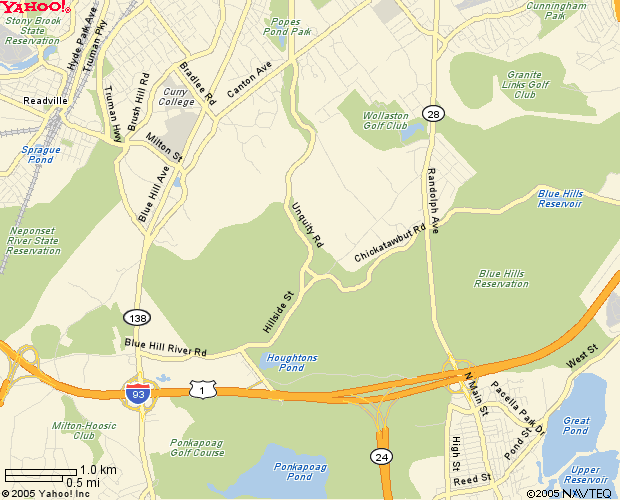 YAHOO!
Stony Brook
State
Reservation
Hyde Park Ave
Truman Pky
Popes
Pond Park
Cunningham
Park
Readville
Truman Hwy
Brush Hill Rd
Bradlee Rd
Curry
College
Canton Ave
Granite
Links Golf
Club
Wollaston
Golf Club
28
Milton St
Sprague
Pond
Blue Hill Ave
Randolph Ave
Blue Hills
Reservoir
Neponset
River State
Reservation
Unquity Rd
Chickatawbut Rd
Blue Hills
Reservation
Hillside St
138
Blue Hill River Rd
Houghtons
Pond
West St
93
1
N Main St
Pacella Park Dr
Milton-Hoosic
Club
Ponkapoag
Golf Course
Great
Pond
Pond St
High St
24
Ponkapoag
Pond
Reed St
Upper
Reservoir
1.0 km
0.5 mi
©2005 Yahoo! Inc
©2005 NAVTEQ